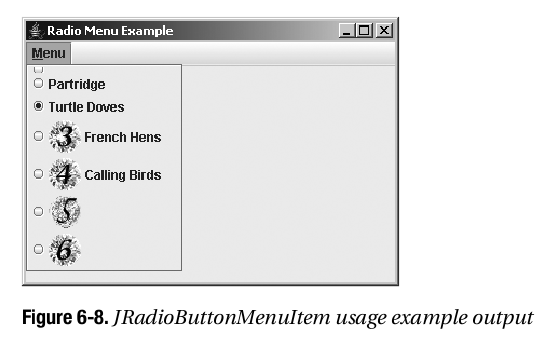 Radio Menu Example
Menu
Partridge
Turtle Doves
3 French Hens
4 Calling Birds
5
6
Figure 6-8. JRadioButtonMenuItem usage example output